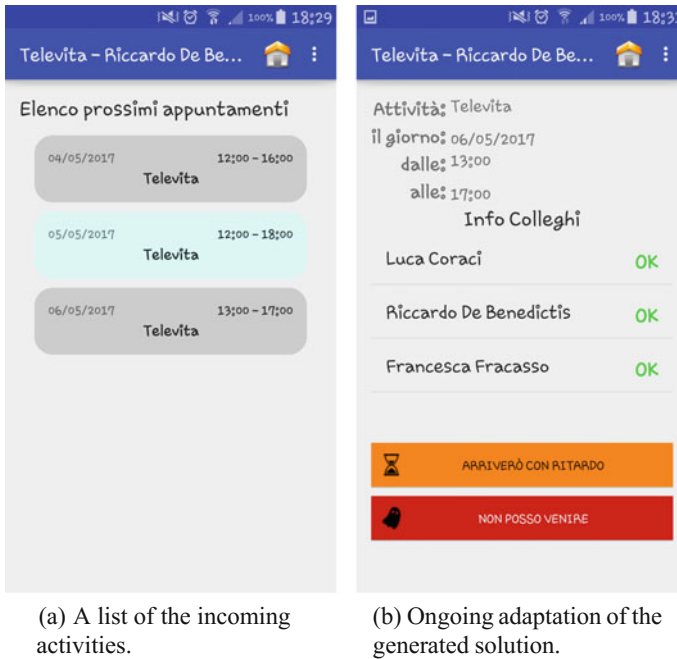 100% 18:29
Televita – Riccardo De Be...
Elenco prossimi appuntamenti
04/05/2017 12:00 – 16:00
Televita
05/05/2017 12:00 – 18:00
Televita
06/05/2017 13:00 – 17:00
Televita
(a) A list of the incoming
activities.
100%
Televita – Riccardo De Be...
Attività: Televita
il giorno: 06/05/2017
dalle: 13:00
alle: 17:00
Info Colleghi
Luca Coraci OK
Riccardo De Benedictis OK
Francesca Fracasso OK
ARRIVERÒ CON RITARDO
NON POSSO VENIRE
(b) Ongoing adaptation of the
generated solution.